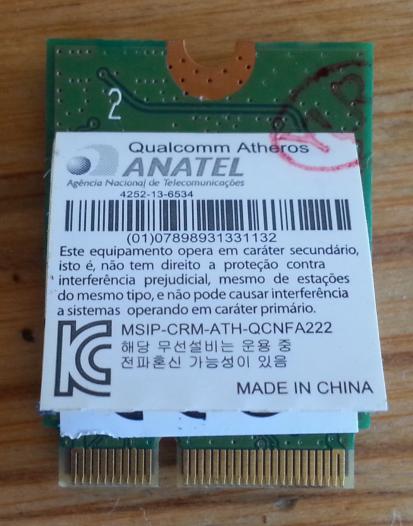 2
Qualcomm Atheros
ANATEL
Agência Nacional de Telecomunicações
4252-13-6534
(01)07898931331132
Este equipamento opera em caráter secundário,
isto é, não tem direito a proteção contra
interferência prejudicial, mesmo de estações
do mesmo tipo, e não pode causar interferência
a sistemas operando em caráter primário.
MSIP-CRM-ATH-QCNFA222
해당 무선설비는 운용 중
전파혼신 가능성이 있음
MADE IN CHINA